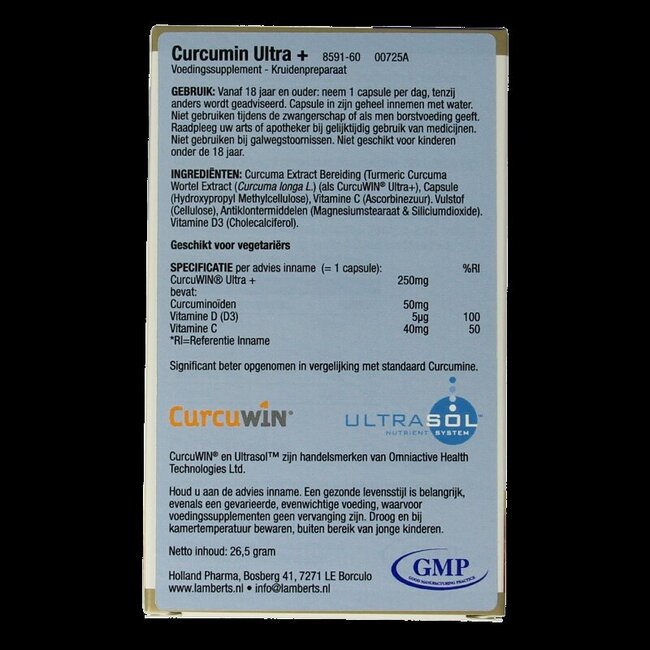 Curcumin Ultra + 8591-60 00725A
Voedingssupplement - Kruidenpreparaat
GEBRUIK: Vanaf 18 jaar en ouder: neem 1 capsule per dag, tenzij
anders wordt geadviseerd. Capsule in zijn geheel innemen met water.
Niet gebruiken tijdens de zwangerschap of als men borstvoeding geeft.
Raadpleeg uw arts of apotheker bij gelijktijdig gebruik van medicijnen.
Niet gebruiken bij galwegstoornissen. Niet geschikt voor kinderen
onder de 18 jaar.
INGREDIËNTEN: Curcuma Extract Bereiding (Turmeric Curcuma
Wortel Extract (Curcuma longa L.) (als CurcuWIN® Ultra+), Capsule
(Hydroxypropyl Methylcellulose), Vitamine C (Ascorbinezuur). Vulstof
(Cellulose), Antiklontermiddelen (Magnesiumstearaat & Siliciumdioxide).
Vitamine D3 (Cholecalciferol).
Geschikt voor vegetariërs
SPECIFICATIE per advies inname (= 1 capsule): %RI
CurcuWIN® Ultra + 250mg
bevat:
Curcuminoïden 50mg
Vitamine D (D3) 5µg 100
Vitamine C 40mg 50
*RI=Referentie Inname
Significant beter opgenomen in vergelijking met standaard Curcumine.
CURCUWIN®
ULTRASOL™
NUTRIENT SYSTEM
CurcuWIN® en Ultrasol™ zijn handelsmerken van Omniactive Health
Technologies Ltd.
Houd u aan de advies inname. Een gezonde levensstijl is belangrijk,
evenals een gevarieerde, evenwichtige voeding, waarvoor
voedingssupplementen geen vervanging zijn. Droog en bij
kamertemperatuur bewaren, buiten bereik van jonge kinderen.
Netto inhoud: 26,5 gram
GMP
GOOD MANUFACTURING PRACTICE
Holland Pharma, Bosberg 41, 7271 LE Borculo
www.lamberts.nl • info@lamberts.nl